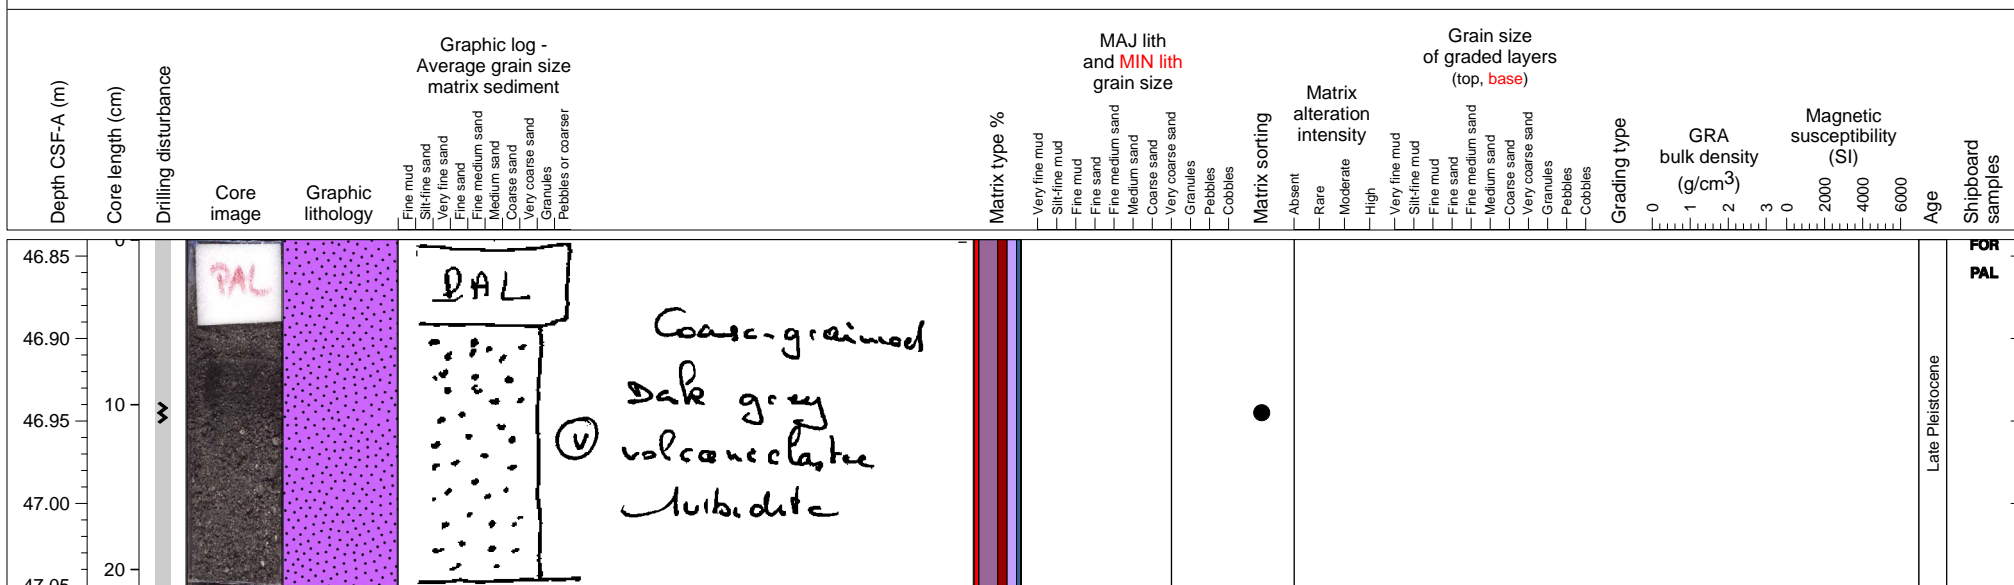 Depth CSF-A (m)
Core length (cm)
Drilling disturbance
Core
image
Graphic
lithology
Graphic log -
Average grain size
matrix sediment
Fine mud
Silt-fine sand
Very fine sand
Fine sand
Fine medium sand
Medium sand
Coarse sand
Very coarse sand
Granules
Pebbles or coarser
Matrix type %
MAJ lith
and MIN lith
grain size
Very fine mud
Silt-fine mud
Fine mud
Fine sand
Fine medium sand
Medium sand
Coarse sand
Very coarse sand
Granules
Pebbles
Cobbles
Matrix sorting
Matrix
alteration
intensity
Absent
Rare
Moderate
High
Grain size
of graded layers
(top, base)
Very fine mud
Silt-fine mud
Fine mud
Fine sand
Fine medium sand
Medium sand
Coarse sand
Very coarse sand
Granules
Pebbles
Cobbles
Grading type
GRA
bulk density
(g/cm3)
0 1 2 3
Magnetic
susceptibility
(SI)
0 2000 4000 6000
Age
Shipboard
samples
46.85
46.90
46.95
47.00
47.05
0
10
20
PAL
PAL
Coarse-grained
Dark grey
volcaniclastic
turbidite
V
Late Pleistocene
FOR
PAL